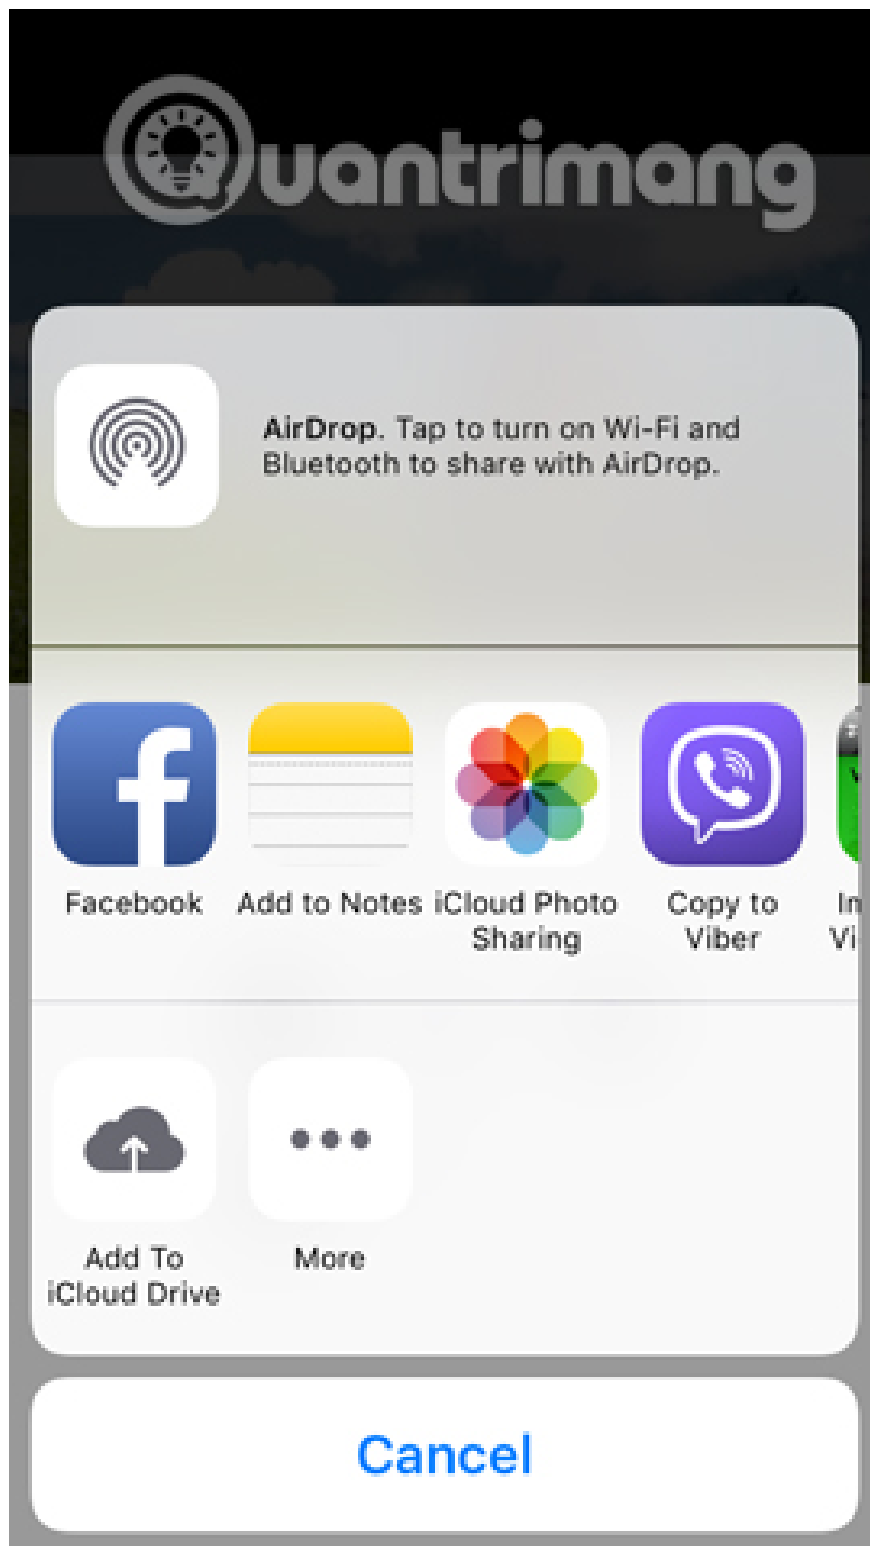 Quantrimang
AirDrop. Tap to turn on Wi-Fi and
Bluetooth to share with AirDrop.
Facebook
Add to Notes
iCloud Photo
Sharing
Copy to
Viber
Add To
iCloud Drive
More
Cancel